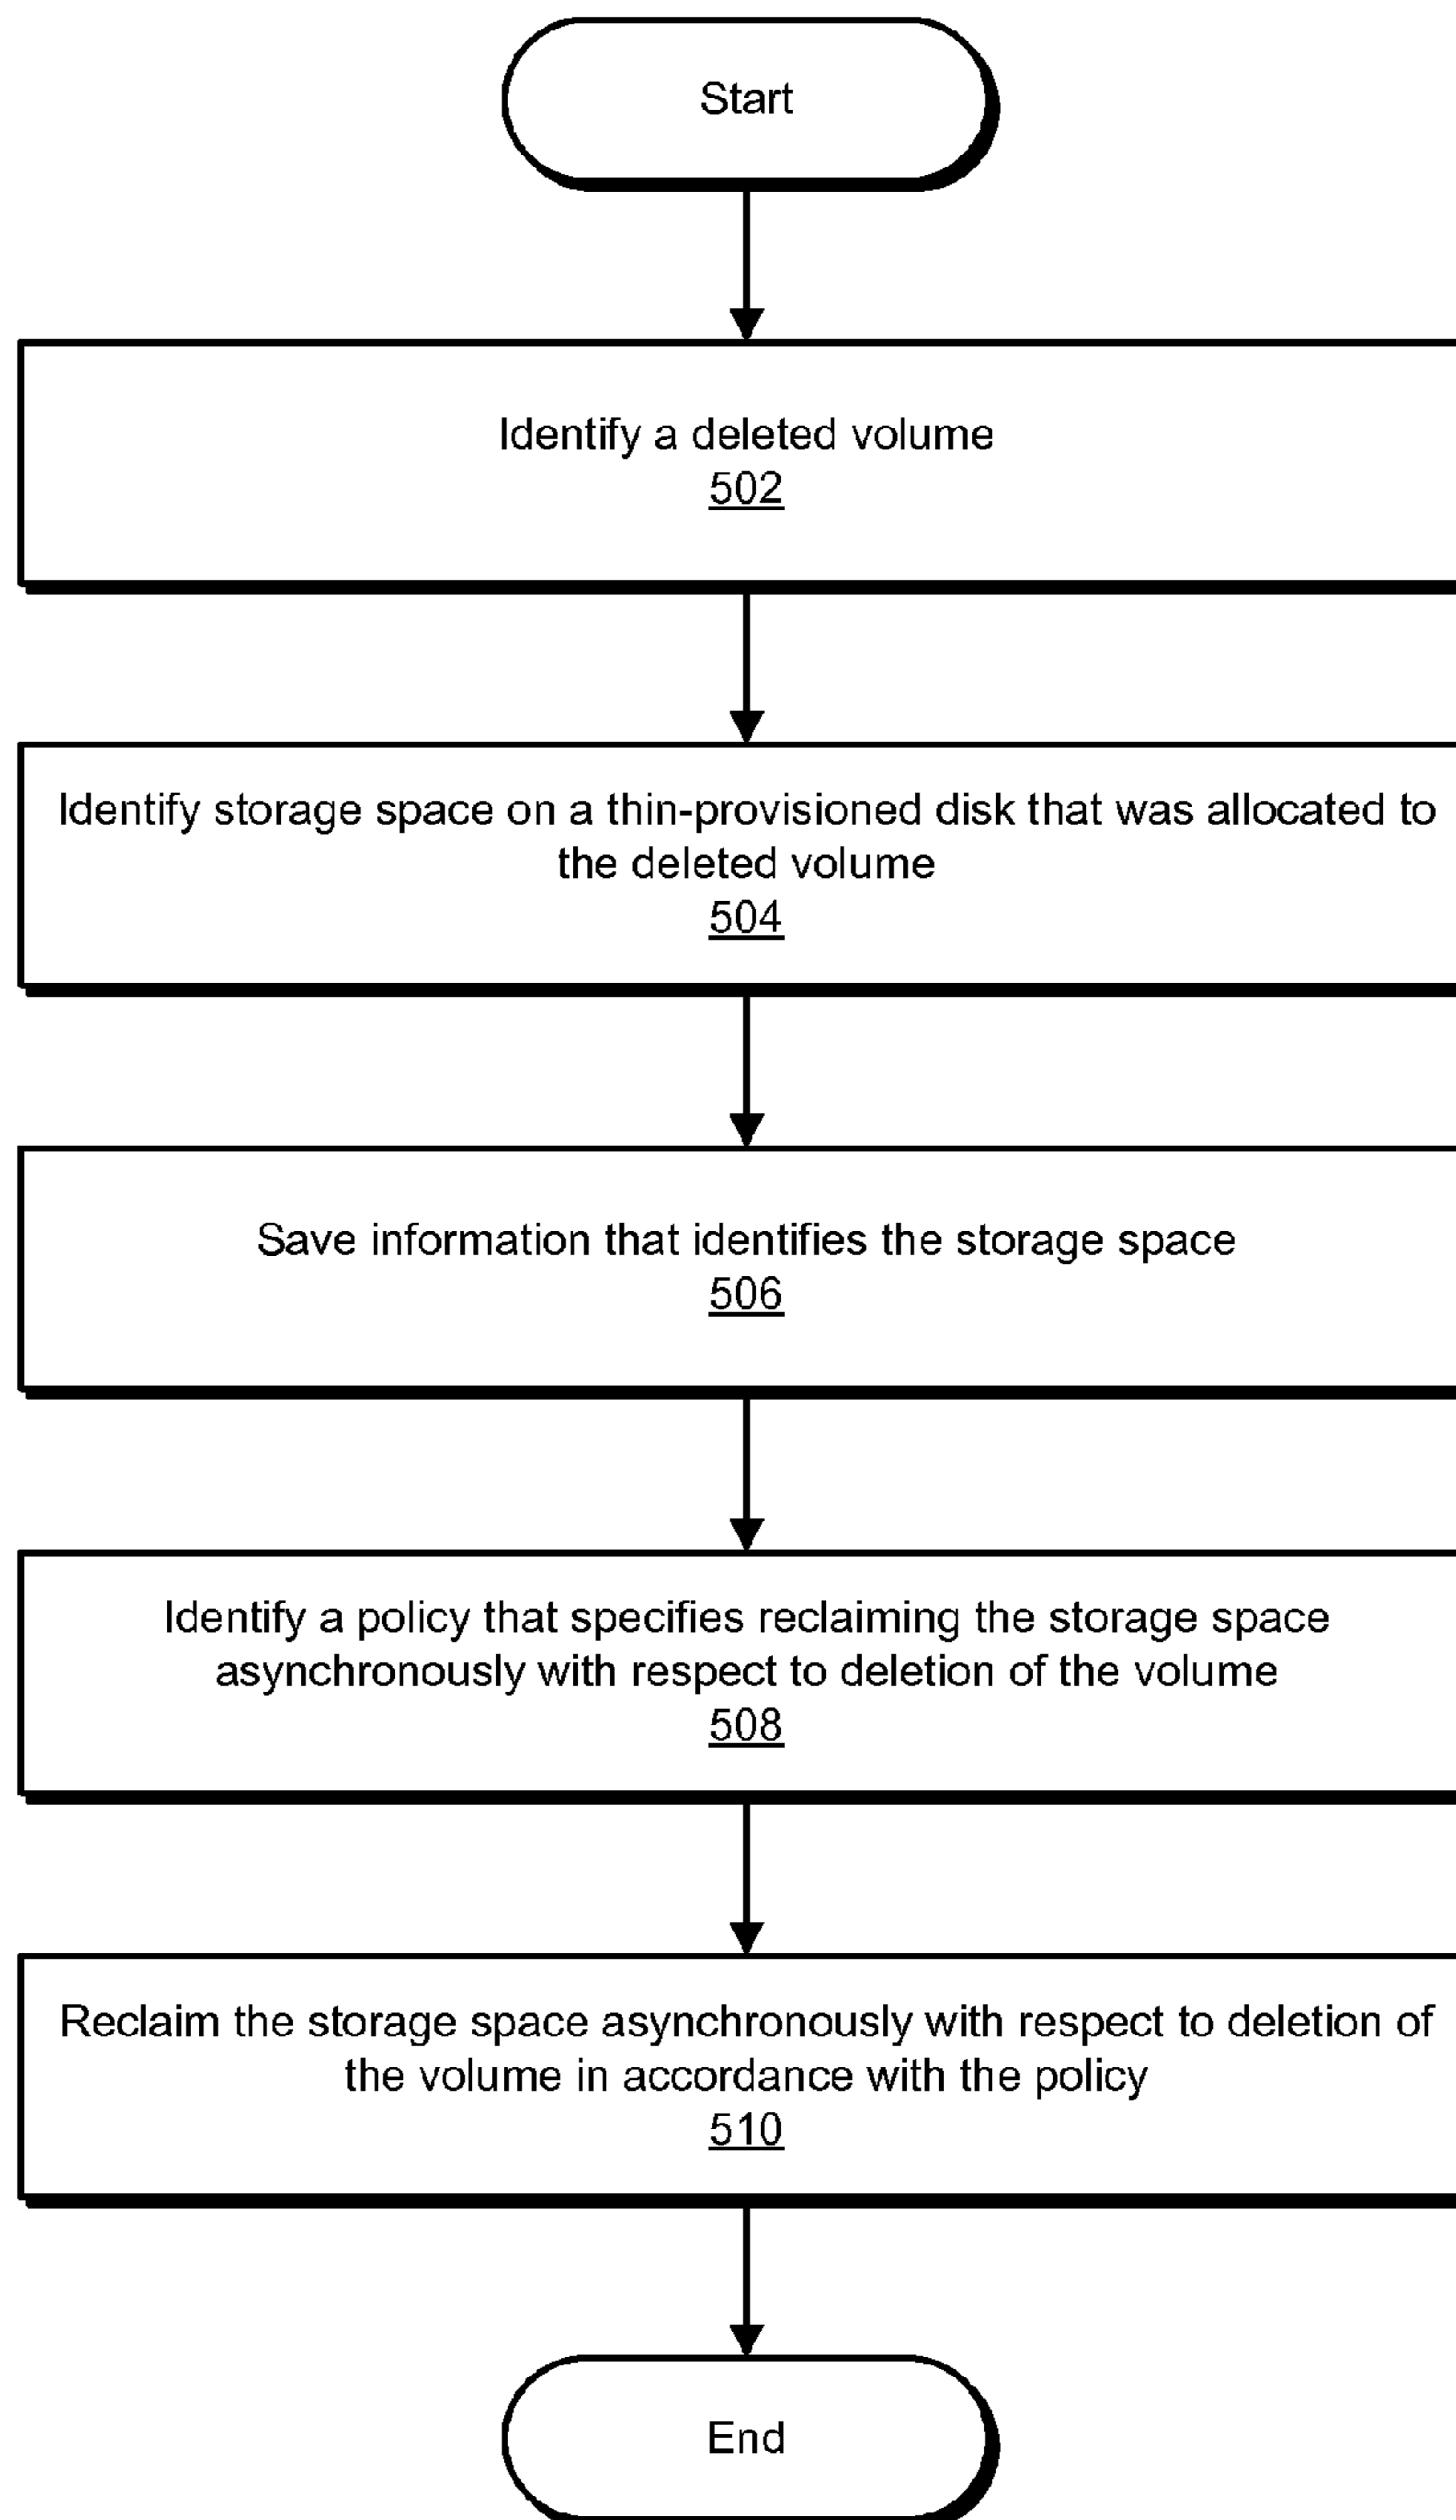 Start
Identify a deleted volume
502
Identify storage space on a thin-provisioned disk that was allocated to
the deleted volume
504
Save information that identifies the storage space
506
Identify a policy that specifies reclaiming the storage space
asynchronously with respect to deletion of the volume
508
Reclaim the storage space asynchronously with respect to deletion of
the volume in accordance with the policy
510
End